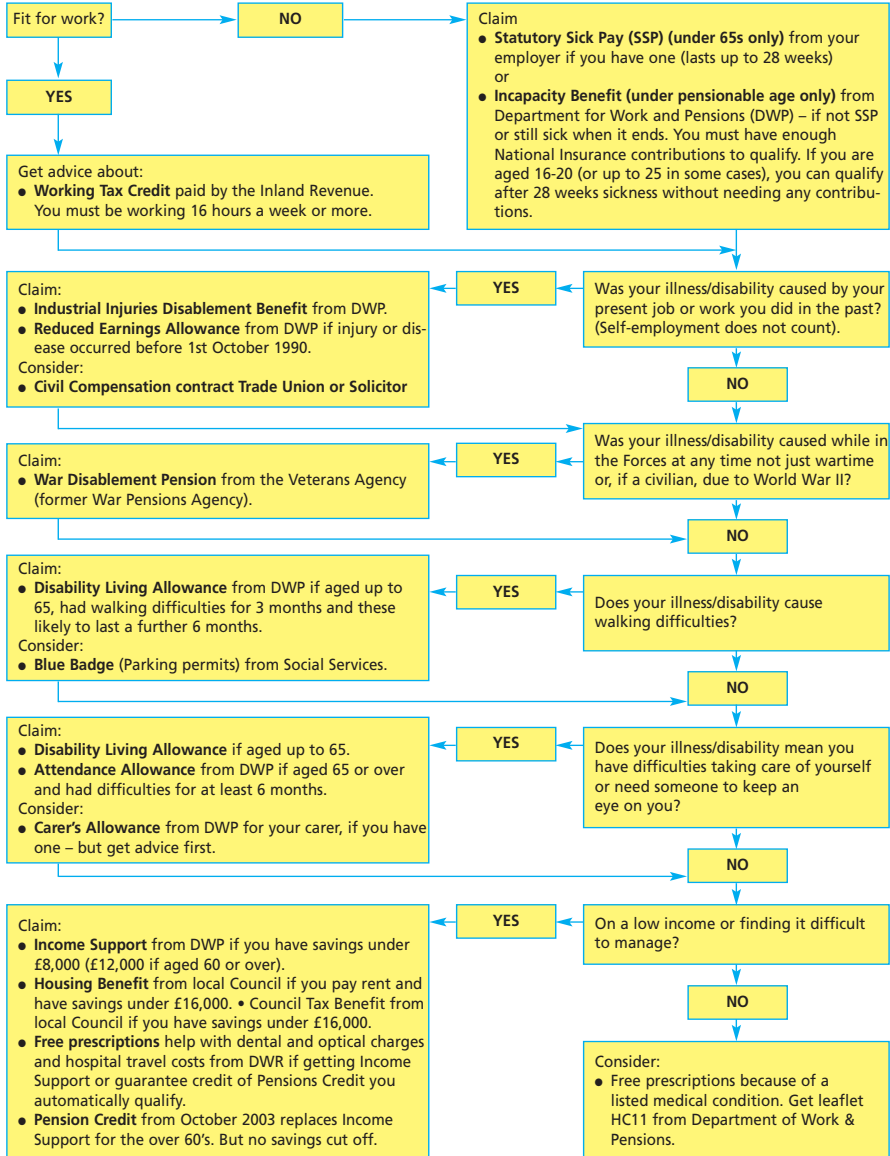 Fit for work?
NO
Claim
● Statutory Sick Pay (SSP) (under 65s only) from your
employer if you have one (lasts up to 28 weeks)
or
● Incapacity Benefit (under pensionable age only) from
Department for Work and Pensions (DWP) – if not SSP
or still sick when it ends. You must have enough
National Insurance contributions to qualify. If you are
aged 16-20 (or up to 25 in some cases), you can qualify
after 28 weeks sickness without needing any contribu-
tions.
YES
Get advice about:
● Working Tax Credit paid by the Inland Revenue.
You must be working 16 hours a week or more.
Was your illness/disability caused by your
present job or work you did in the past?
(Self-employment does not count).
YES
Claim:
● Industrial Injuries Disablement Benefit from DWP.
● Reduced Earnings Allowance from DWP if injury or dis-
ease occurred before 1st October 1990.
Consider:
● Civil Compensation contract Trade Union or Solicitor
NO
Was your illness/disability caused while in
the Forces at any time not just wartime
or, if a civilian, due to World War II?
YES
Claim:
● War Disablement Pension from the Veterans Agency
(former War Pensions Agency).
NO
Does your illness/disability cause
walking difficulties?
YES
Claim:
● Disability Living Allowance from DWP if aged up to
65, had walking difficulties for 3 months and these
likely to last a further 6 months.
Consider:
● Blue Badge (Parking permits) from Social Services.
NO
Does your illness/disability mean you
have difficulties taking care of yourself
or need someone to keep an
eye on you?
YES
Claim:
● Disability Living Allowance if aged up to 65.
● Attendance Allowance from DWP if aged 65 or over
and had difficulties for at least 6 months.
Consider:
● Carer's Allowance from DWP for your carer, if you have
one – but get advice first.
NO
On a low income or finding it difficult
to manage?
YES
Claim:
● Income Support from DWP if you have savings under
£8,000 (£12,000 if aged 60 or over).
● Housing Benefit from local Council if you pay rent and
have savings under £16,000. • Council Tax Benefit from
local Council if you have savings under £16,000.
● Free prescriptions help with dental and optical charges
and hospital travel costs from DWR if getting Income
Support or guarantee credit of Pensions Credit you
automatically qualify.
● Pension Credit from October 2003 replaces Income
Support for the over 60's. But no savings cut off.
NO
Consider:
● Free prescriptions because of a
listed medical condition. Get leaflet
HC11 from Department of Work &
Pensions.